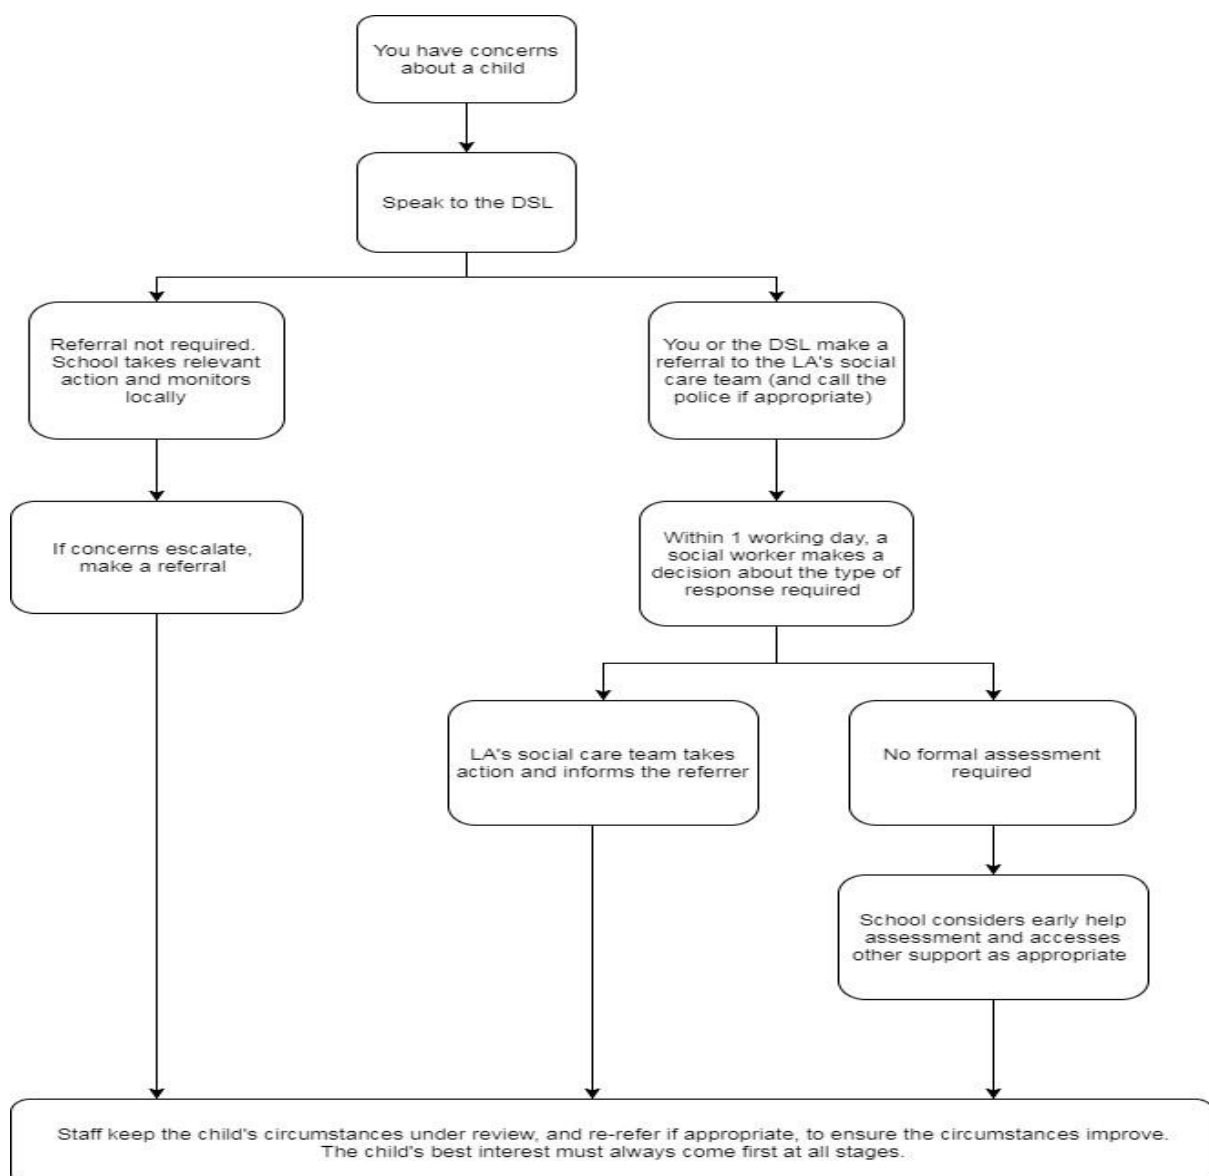 You have concerns
about a child
Speak to the DSL
Referral not required.
School takes relevant
action and monitors
locally
You or the DSL make a
referral to the LA's social
care team (and call the
police if appropriate)
If concerns escalate,
make a referral
Within 1 working day, a
social worker makes a
decision about the type of
response required
LA's social care team takes
action and informs the referrer
No formal assessment
required
School considers early help
assessment and accesses
other support as appropriate
Staff keep the child's circumstances under review, and re-refer if appropriate, to ensure the circumstances improve.
The child's best interest must always come first at all stages.